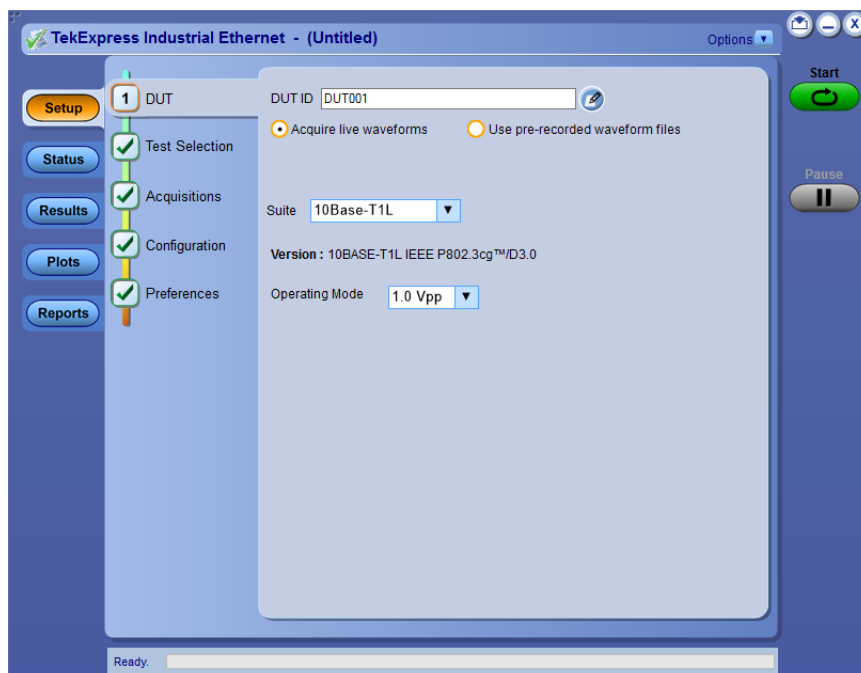 TekExpress Industrial Ethernet - (Untitled)
Options
Start
Pause
Setup
Status
Results
Plots
Reports
1 DUT
Test Selection
Acquisitions
Configuration
Preferences
DUT ID DUT001
Acquire live waveforms Use pre-recorded waveform files
Suite 10Base-T1L
Version : 10BASE-T1L IEEE P802.3cg™/D3.0
Operating Mode 1.0 Vpp
Ready.